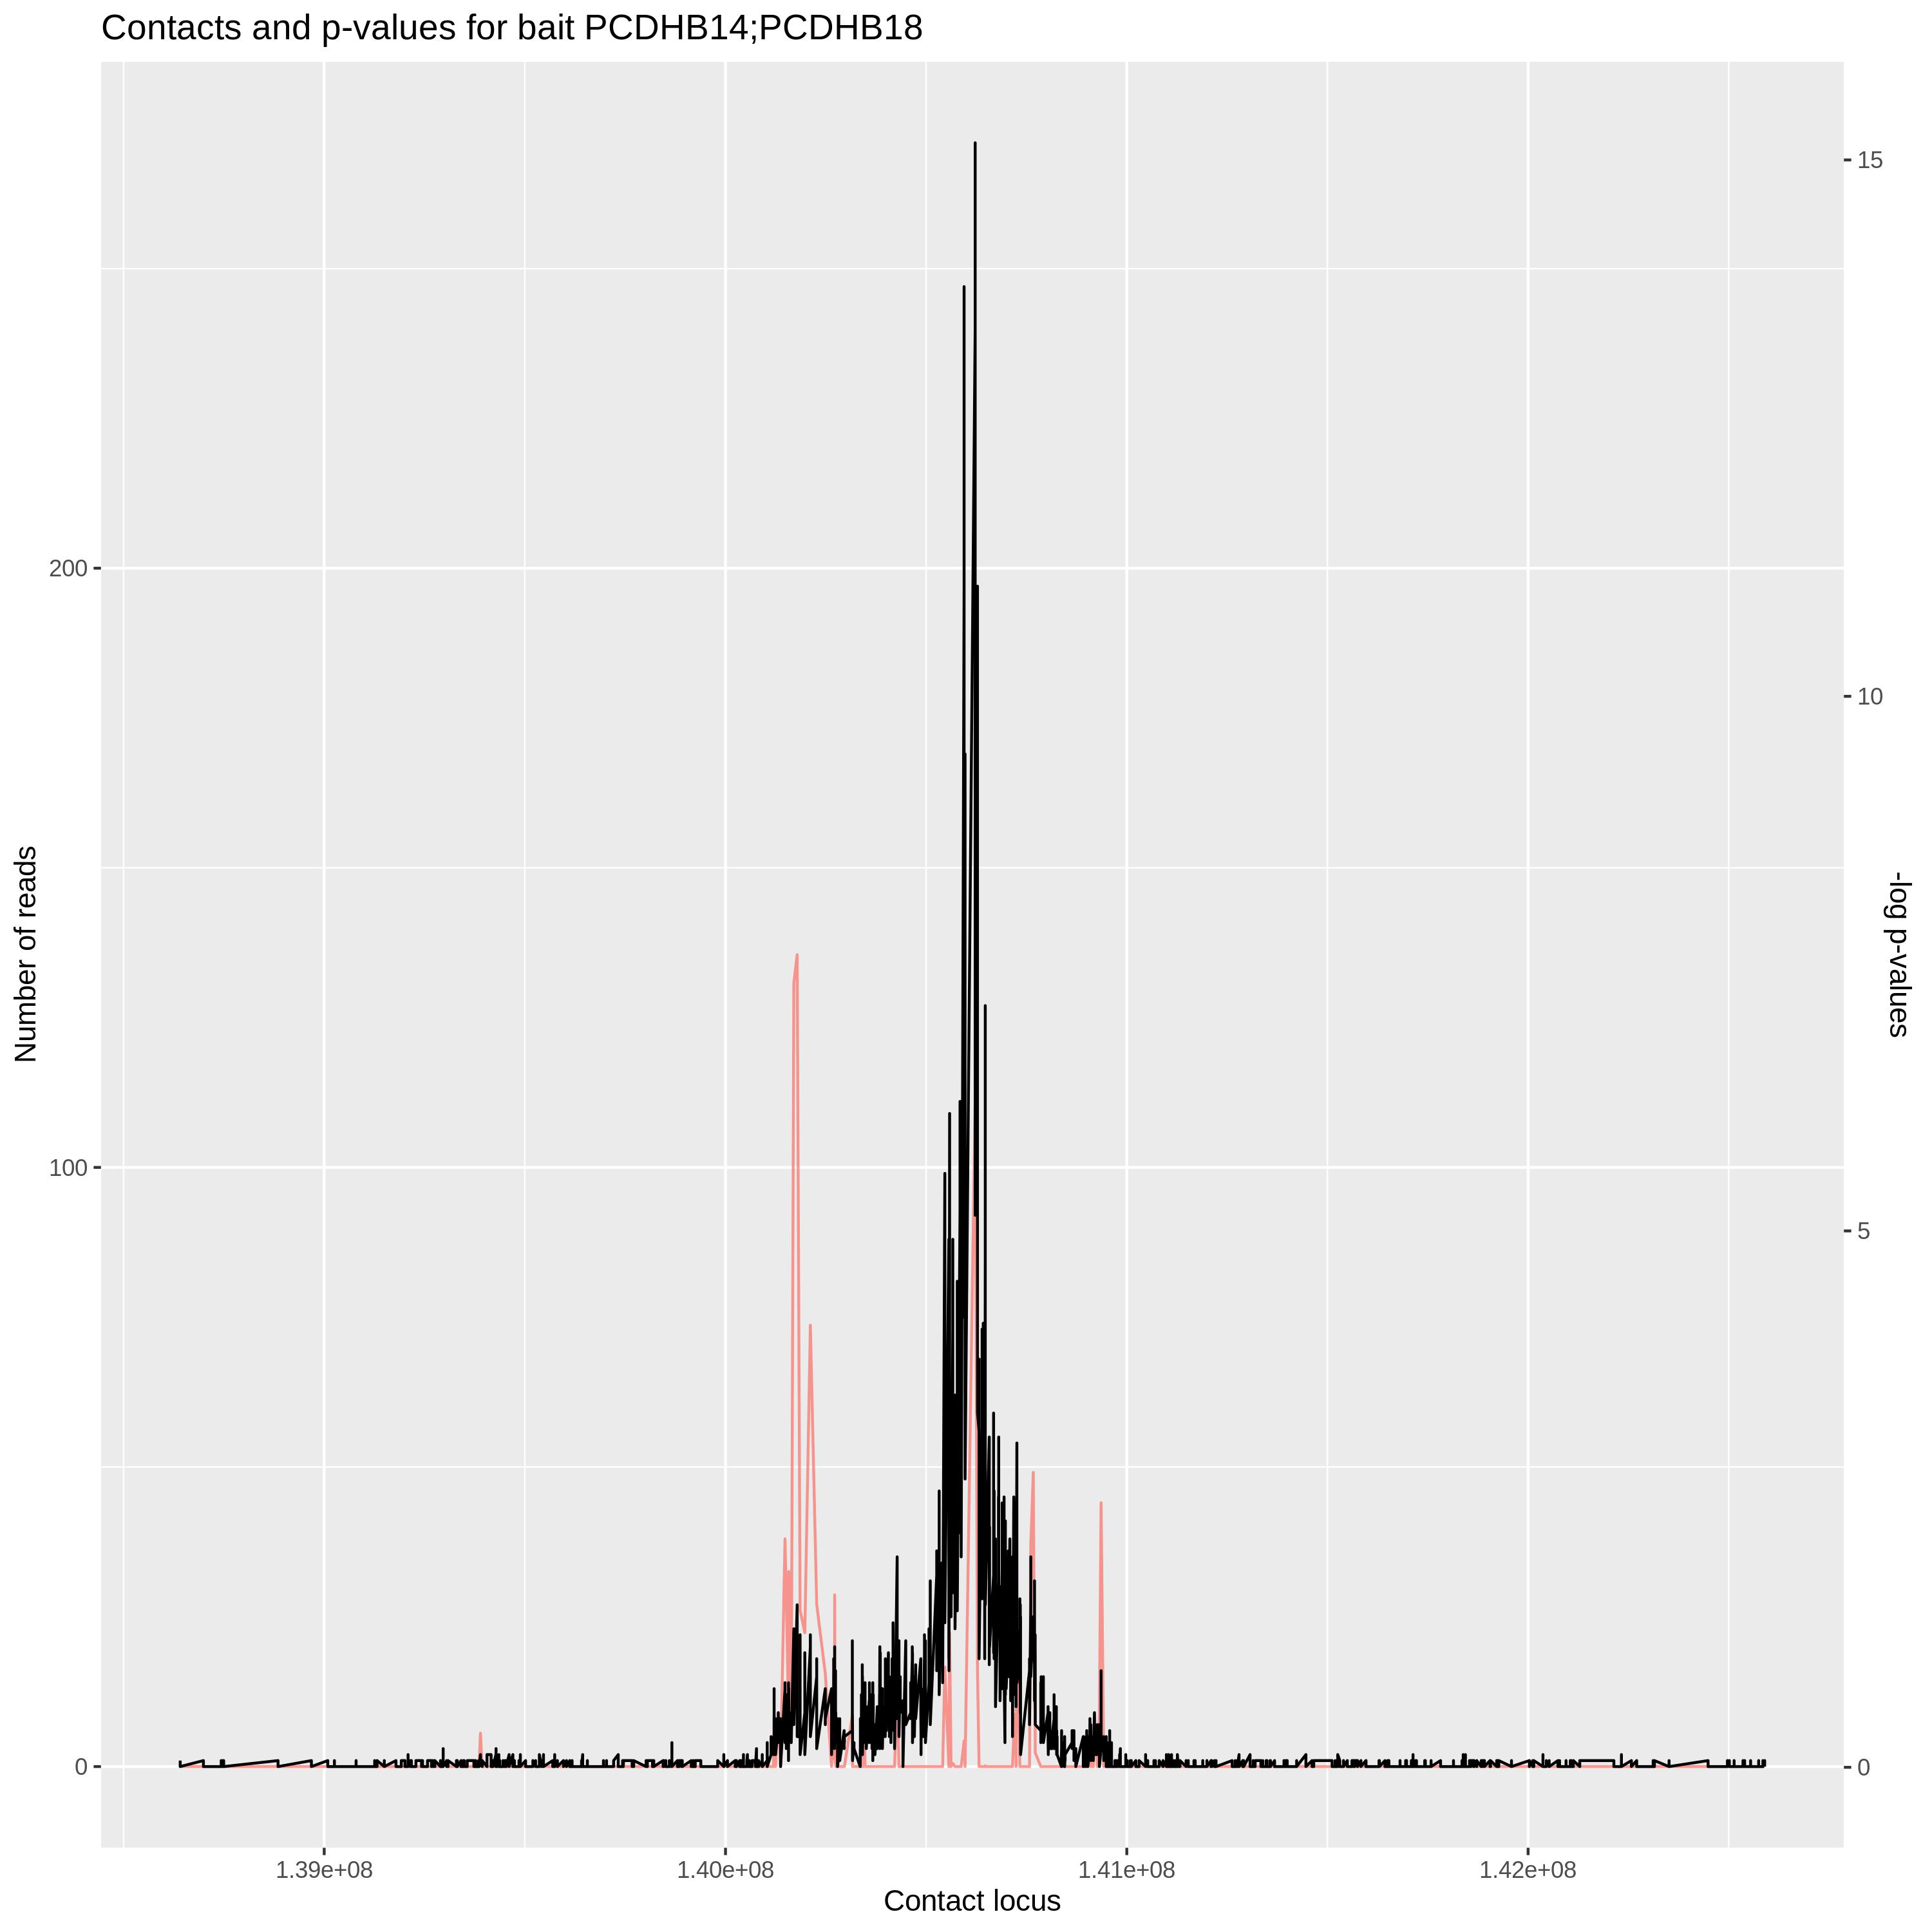 Contacts and p-values for bait PCDHB14;PCDHB18
15
200
10
Number of reads
-log p-values
100
5
0
0
1.39e+08
1.40e+08
1.41e+08
1.42e+08
Contact locus